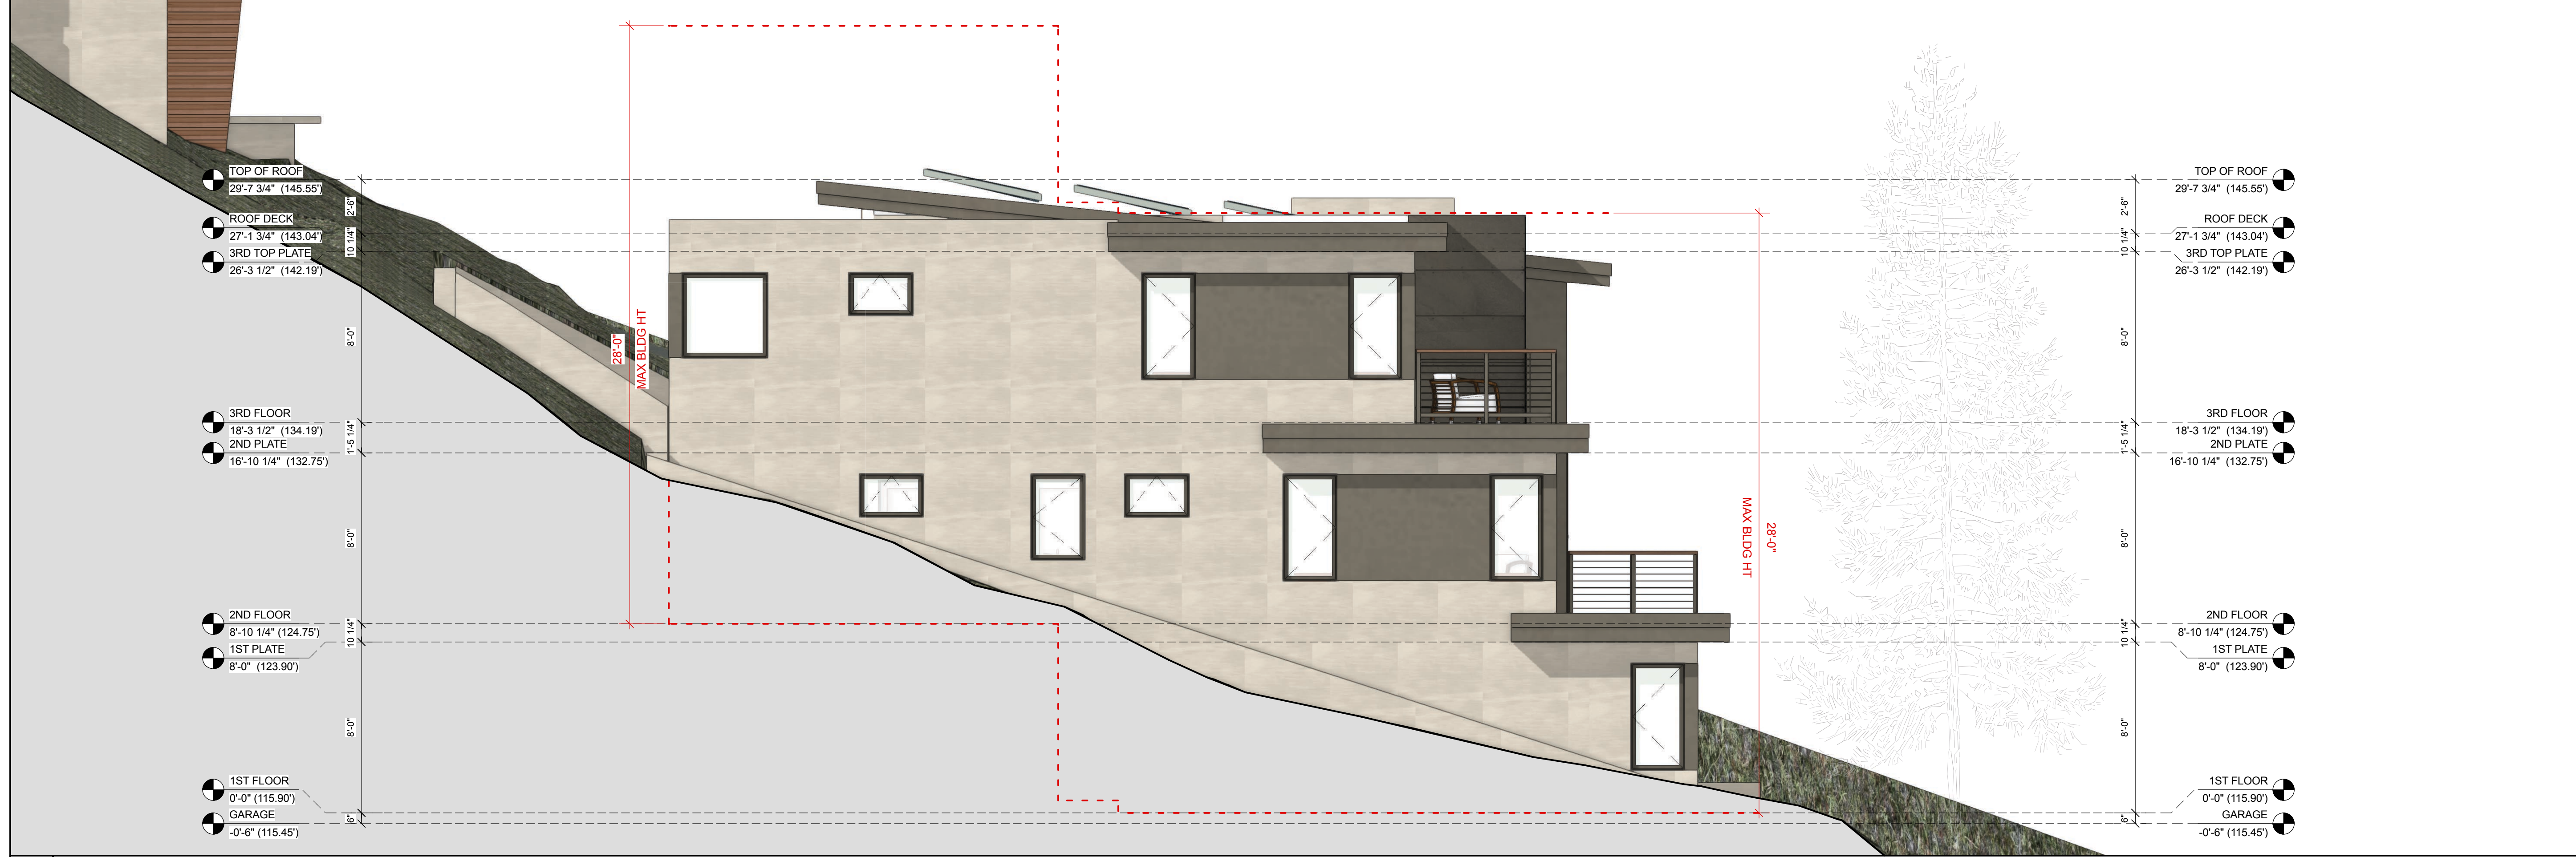 TOP OF ROOF
29'-7 3/4" (145.55')
ROOF DECK
27'-1 3/4" (143.04')
3RD TOP PLATE
26'-3 1/2" (142.19')
3RD FLOOR
18'-3 1/2" (134.19')
2ND PLATE
16'-10 1/4" (132.75')
2ND FLOOR
8'-10 1/4" (124.75')
1ST PLATE
8'-0" (123.90')
1ST FLOOR
0'-0" (115.90')
GARAGE
-0'-6" (115.45')
2'-6"
10 1/4"
8'-0"
1'-5 1/4"
8'-0"
10 1/4"
8'-0"
6"
28'-0"
MAX BLDG HT
MAX BLDG HT
28'-0"
2'-6"
10 1/4"
8'-0"
1'-5 1/4"
8'-0"
10 1/4"
8'-0"
6"
TOP OF ROOF
29'-7 3/4" (145.55')
ROOF DECK
27'-1 3/4" (143.04')
3RD TOP PLATE
26'-3 1/2" (142.19')
3RD FLOOR
18'-3 1/2" (134.19')
2ND PLATE
16'-10 1/4" (132.75')
2ND FLOOR
8'-10 1/4" (124.75')
1ST PLATE
8'-0" (123.90')
1ST FLOOR
0'-0" (115.90')
GARAGE
-0'-6" (115.45')